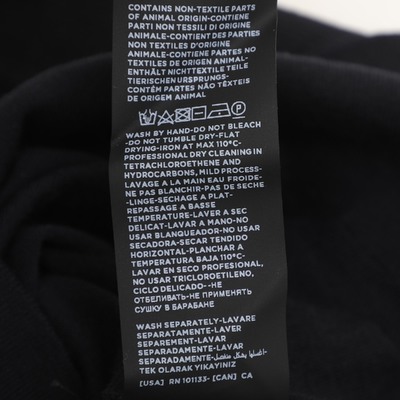 CONTAINS NON-TEXTILE PARTS
OF ANIMAL ORIGIN-CONTIENE
PARTI NON TESSILI DI ORIGINE
ANIMALE-CONTIENT DES PARTIES
NON TEXTILES D'ORIGINE
ANIMALE-CONTIENE PARTES NO
TEXTILES DE ORIGEN ANIMAL-
ENTHÄLT NICHTTEXTILE TEILE
TIERISCHEN URSPRUNGS-
CONTÉM PARTES NÃO TÊXTEIS
DE ORIGEM ANIMAL
P
WASH BY HAND-DO NOT BLEACH
-DO NOT TUMBLE DRY-FLAT
DRYING-IRON AT MAX 110°C-
PROFESSIONAL DRY CLEANING IN
TETRACHLOROETHENE AND
HYDROCARBONS, MILD PROCESS-
LAVAGE A LA MAIN EAU FROIDE-
NE PAS BLANCHIR-PAS DE SECHE
-LINGE-SECHAGE A PLAT-
REPASSAGE A BASSE
TEMPERATURE-LAVER A SEC
DELICAT-LAVAR A MANO-NO
USAR BLANQUEADOR-NO USAR
SECADORA-SECAR TENDIDO
HORIZONTAL-PLANCHAR A
TEMPERATURA BAJA 110°C-
LAVAR EN SECO PROFESIONAL,
NO USAR TRICLOROETILENO,
CICLO DELICADO--НЕ
ОТБЕЛИВАТЬ-НЕ ПРИМЕНЯТЬ
СУШКУ В БАРАБАНЕ
WASH SEPARATELY-LAVARE
SEPARATAMENTE-LAVER
SEPAREMENT-LAVAR
SEPARADAMENTE-LAVAR
SEPARADAMENTE-
TEK OLARAK YIKAYINIZ
[USA] RN 101133- [CAN] CA